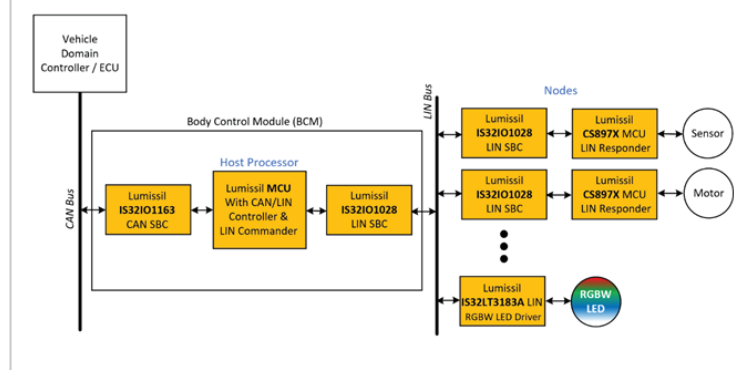 Vehicle
Domain
Controller / ECU
CAN Bus
Body Control Module (BCM)
Host Processor
Lumissil
IS32IO1163
CAN SBC
Lumissil MCU
With CAN/LIN
Controller &
LIN Commander
Lumissil
IS32IO1028
LIN SBC
LIN Bus
Nodes
Lumissil
IS32IO1028
LIN SBC
Lumissil
CS897X MCU
LIN Responder
Sensor
Lumissil
IS32IO1028
LIN SBC
Lumissil
CS897X MCU
LIN Responder
Motor
Lumissil
IS32LT3183A LIN
RGBW LED Driver
RGBW
LED